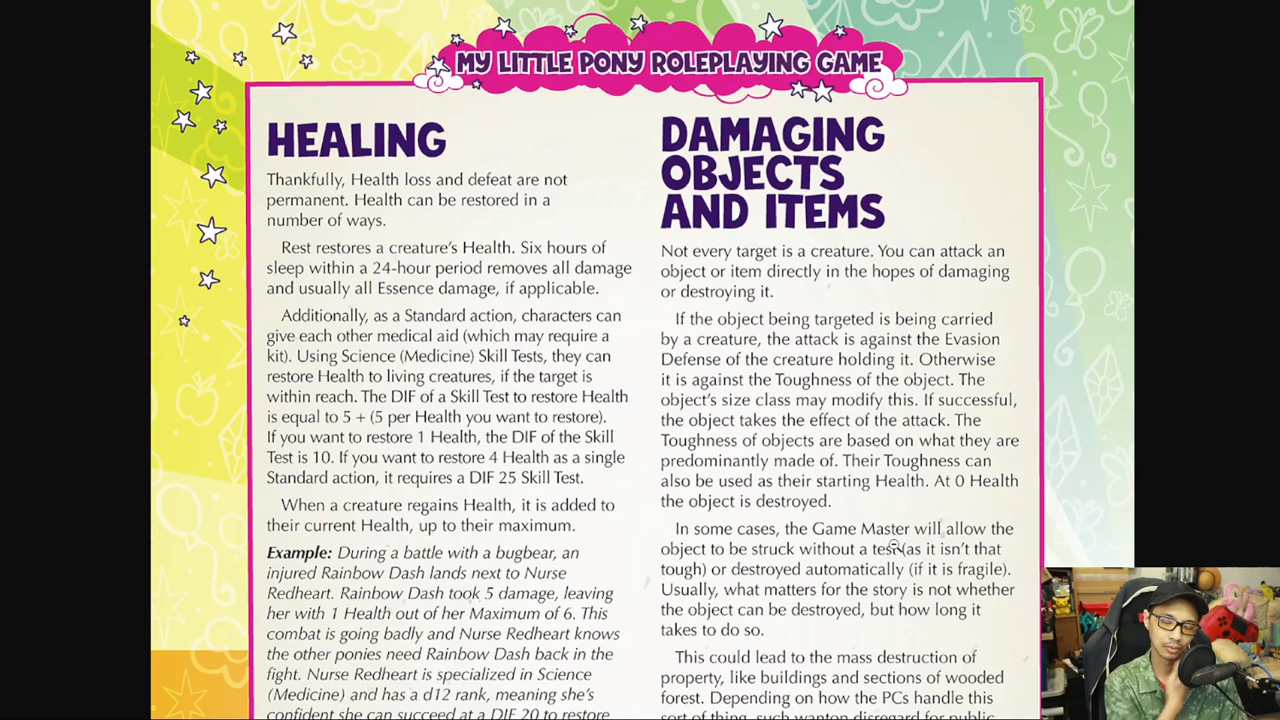 MY LITTLE PONY ROLEPLAYING GAME
HEALING
Thankfully, Health loss and defeat are not
permanent. Health can be restored in a
number of ways.
Rest restores a creature's Health. Six hours of
sleep within a 24-hour period removes all damage
and usually all Essence damage, if applicable.
Additionally, as a Standard action, characters can
give each other medical aid (which may require a
kit). Using Science (Medicine) Skill Tests, they can
restore Health to living creatures, if the target is
within reach. The DIF of a Skill Test to restore Health
is equal to 5 + (5 per Health you want to restore).
If you want to restore 1 Health, the DIF of the Skill
Test is 10. If you want to restore 4 Health as a single
Standard action, it requires a DIF 25 Skill Test.
When a creature regains Health, it is added to
their current Health, up to their maximum.
Example: During a battle with a bugbear, an
injured Rainbow Dash lands next to Nurse
Redheart. Rainbow Dash took 5 damage, leaving
her with 1 Health out of her Maximum of 6. This
combat is going badly and Nurse Redheart knows
the other ponies need Rainbow Dash back in the
fight. Nurse Redheart is specialized in Science
(Medicine) and has a d12 rank, meaning she's
confident she can succeed at a DIF 20 to restore
DAMAGING
OBJECTS
AND ITEMS
Not every target is a creature. You can attack an
object or item directly in the hopes of damaging
or destroying it.
If the object being targeted is being carried
by a creature, the attack is against the Evasion
Defense of the creature holding it. Otherwise
it is against the Toughness of the object. The
object's size class may modify this. If successful,
the object takes the effect of the attack. The
Toughness of objects are based on what they are
predominantly made of. Their Toughness can
also be used as their starting Health. At 0 Health
the object is destroyed.
In some cases, the Game Master will allow the
object to be struck without a test (as it isn't that
tough) or destroyed automatically (if it is fragile).
Usually, what matters for the story is not whether
the object can be destroyed, but how long it
takes to do so.
This could lead to the mass destruction of
property, like buildings and sections of wooded
forest. Depending on how the PCs handle this
sort of thing, such wanton disregard for public